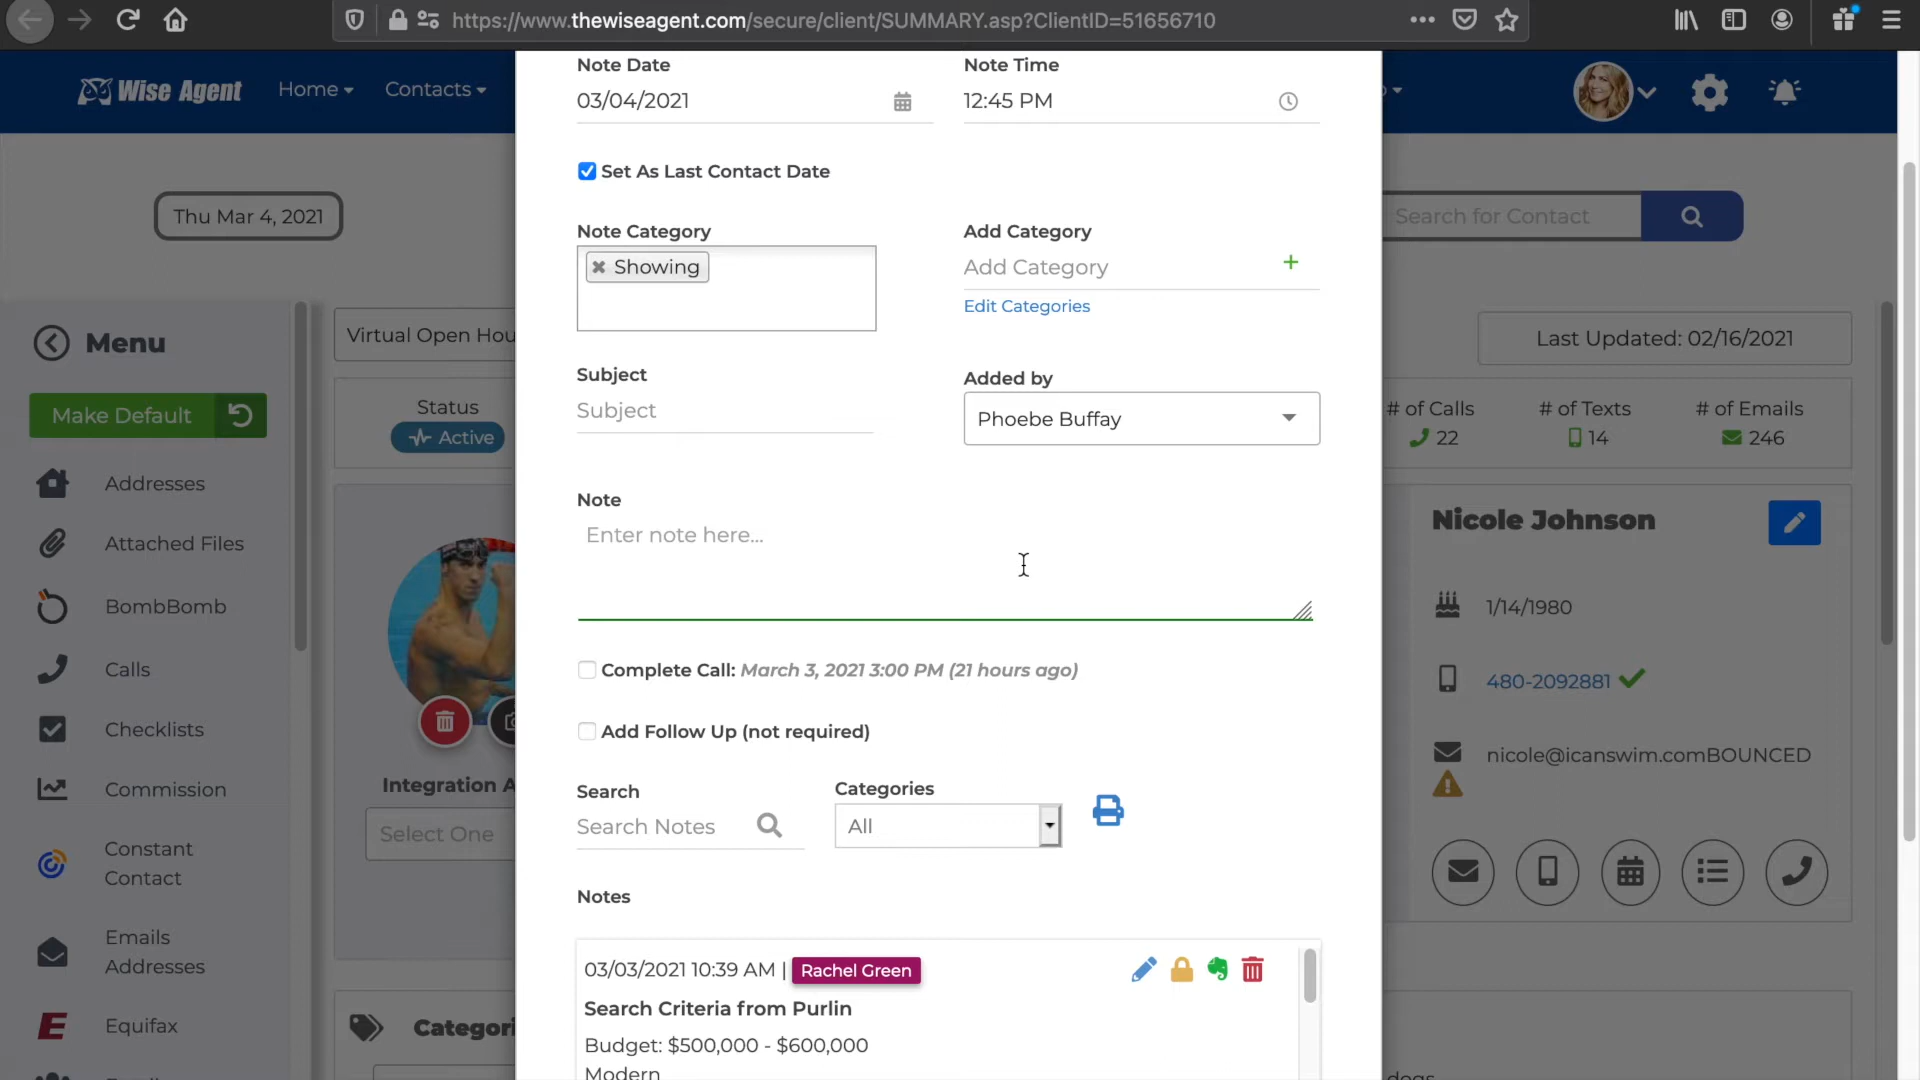 https://www.thewiseagent.com/secure/client/SUMMARY.asp?ClientID=51656710
Wise Agent
Home
Contacts
Thu Mar 4, 2021
Search for Contact
Note Date
Note Time
03/04/2021
12:45 PM
Set As Last Contact Date
Note Category
Add Category
Showing
Add Category
Edit Categories
Subject
Added by
Subject
Phoebe Buffay
Note
Enter note here...
Complete Call: March 3, 2021 3:00 PM (21 hours ago)
Add Follow Up (not required)
Search
Categories
Search Notes
All
Notes
03/03/2021 10:39 AM | Rachel Green
Search Criteria from Purlin
Budget: $500,000 - $600,000
Modern
Menu
Make Default
Addresses
Attached Files
BombBomb
Calls
Checklists
Commission
Constant
Contact
Emails
Addresses
Equifax
Virtual Open Hou
Status
Active
Integration A
Select One
Categori
Last Updated: 02/16/2021
# of Calls
# of Texts
# of Emails
22
14
246
Nicole Johnson
1/14/1980
480-2092881
nicole@icanswim.comBOUNCED
dogs